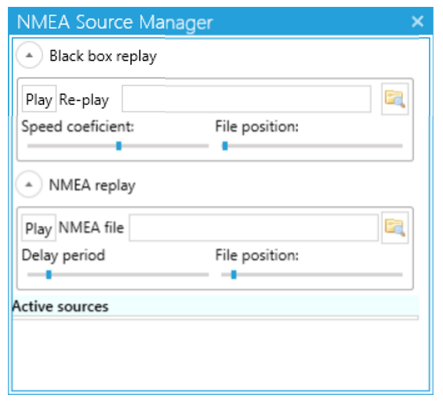 NMEA Source Manager
Black box replay
Play Re-play
Speed coeficient: File position:
NMEA replay
Play NMEA file
Delay period File position:
Active sources